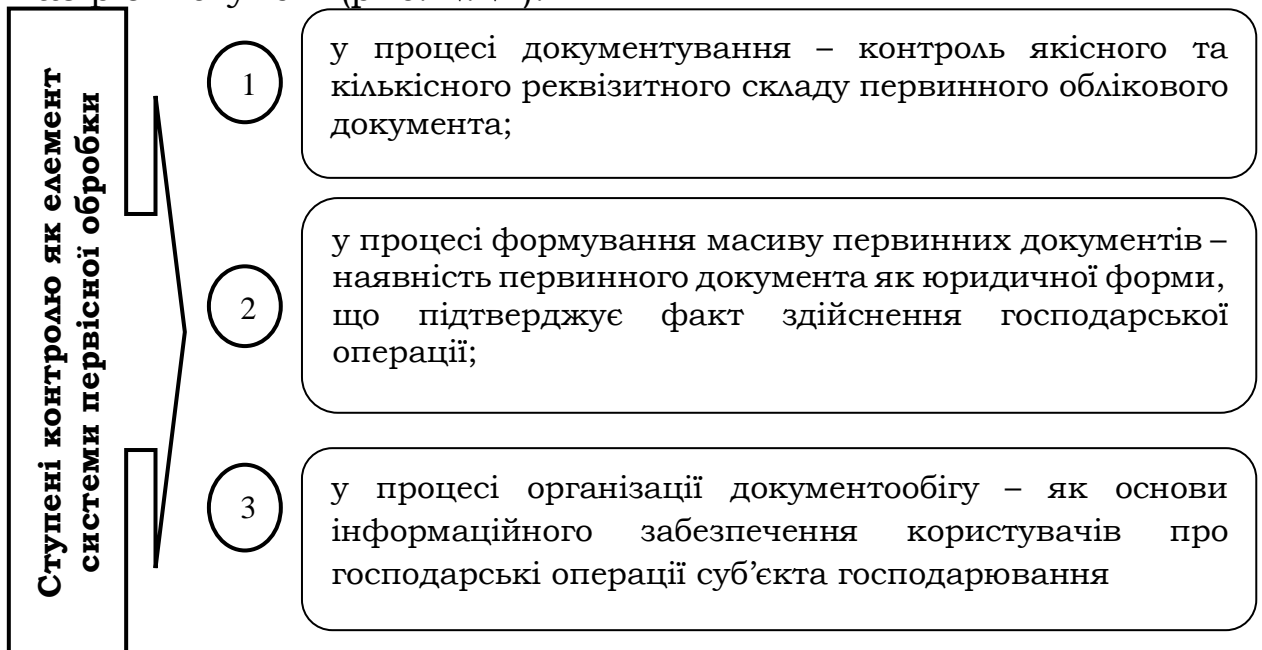 Ступені контролю як елемент
системи первісної обробки
1
у процесі документування – контроль якісного та
кількісного реквізитного складу первинного облікового
документа;
2
у процесі формування масиву первинних документів –
наявність первинного документа як юридичної форми,
що підтверджує факт здійснення господарської
операції;
3
у процесі організації документообігу – як основи
інформаційного забезпечення користувачів про
господарські операції суб’єкта господарювання